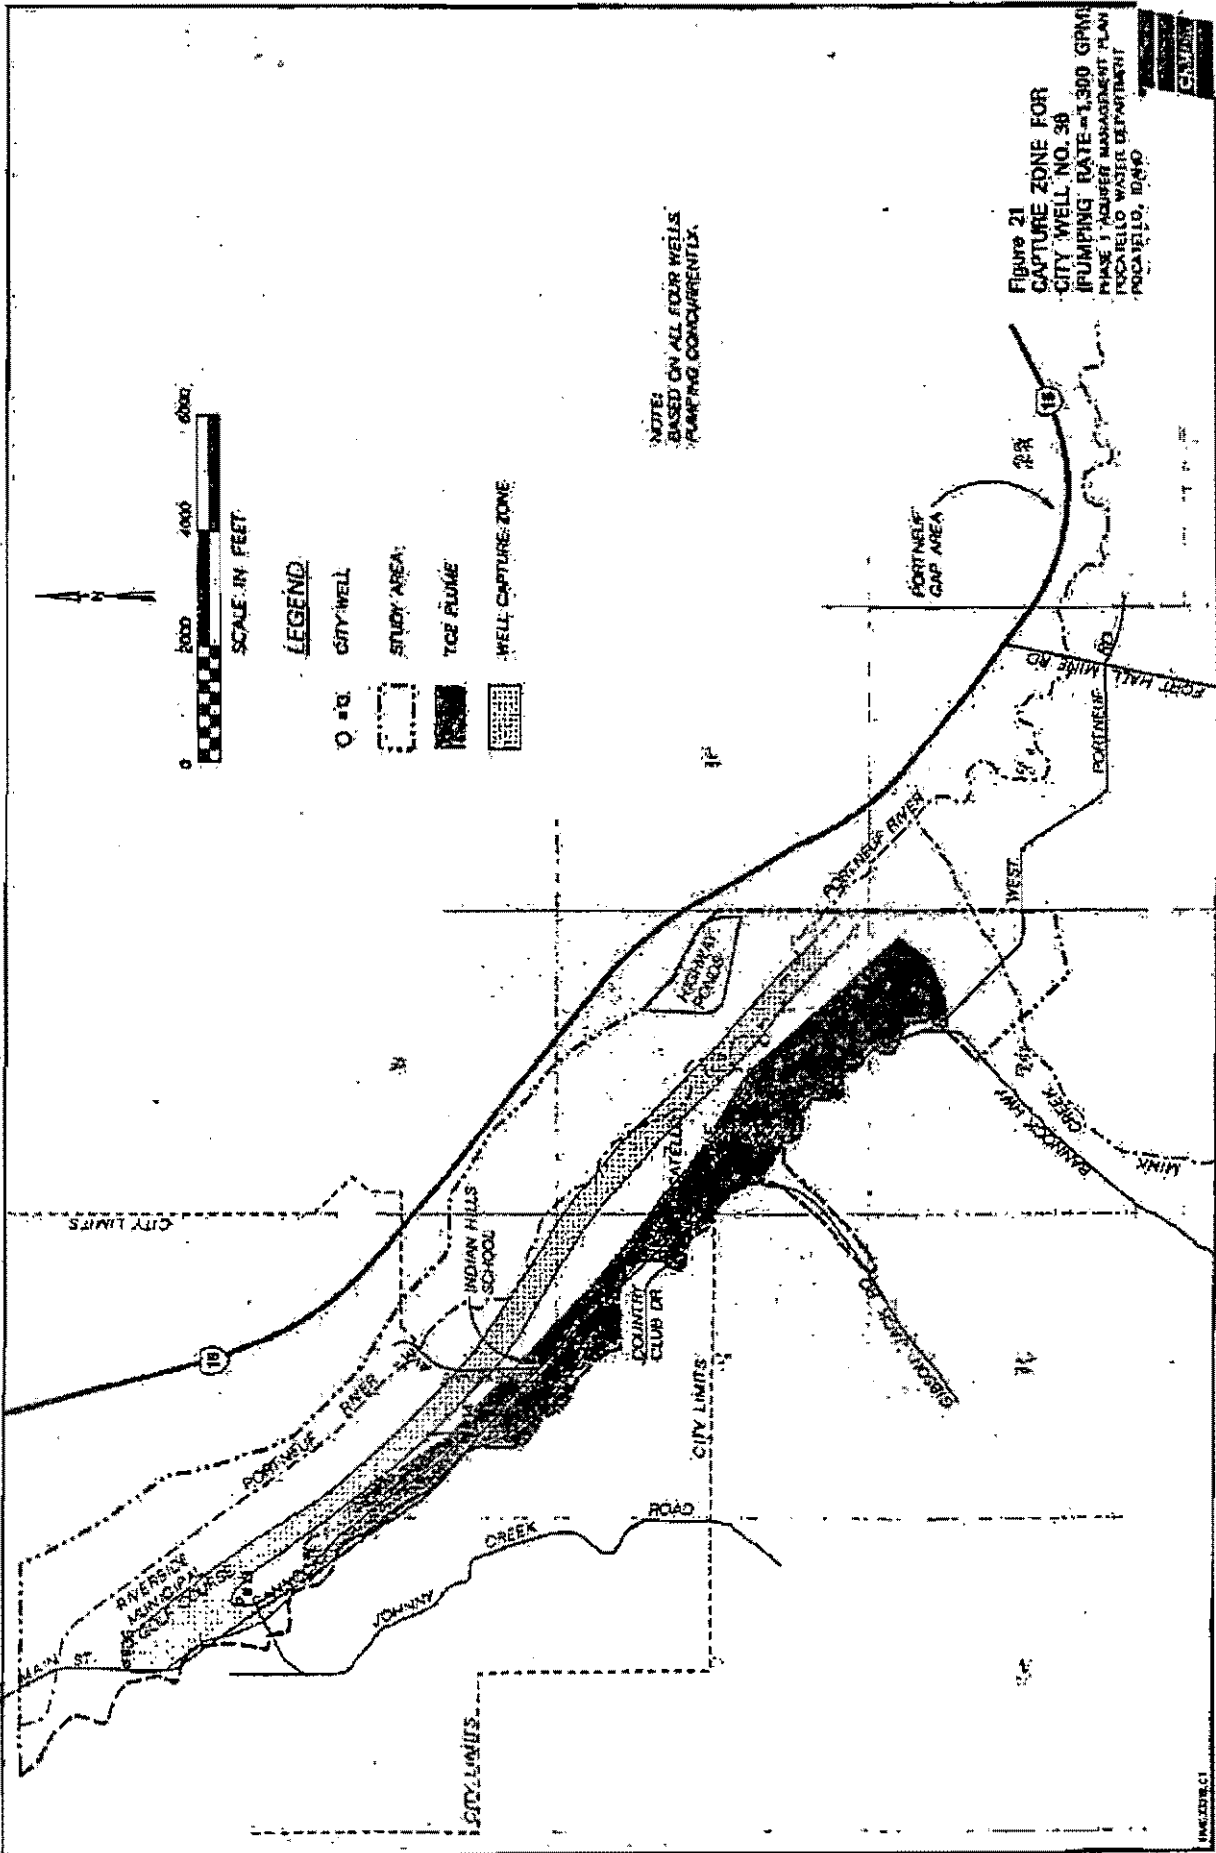 0 2000 4000 6000
SCALE IN FEET
LEGEND
CITY WELL
STUDY AREA
TCE PLUME
WELL CAPTURE ZONE
NOTE:
BASED ON ALL FOUR WELLS
PUMPING CONCURRENTLY.
CITY LIMITS
15
INDIAN HILLS
SCHOOL
HIGHWAY
PONDS
PORTNEUF RIVER
PORTNEUF
GAP AREA
15
MAIN ST.
RIVERSIDE
MUNICIPAL
GOLF COURSE
PORTNEUF RIVER
COUNTRY
CLUB DR
JOHNNY CREEK ROAD
CITY LIMITS
CITY LIMITS
GIBSON JACK RD
BANNOCK HWY
MINK CREEK
WEST PORTNEUF RD
FORT HALL MINE RD
Figure 21
CAPTURE ZONE FOR
CITY WELL NO.
PUMPING RATE = 1,300 GPM
PHASE 1 AQUIFER MANAGEMENT PLAN
POCATELLO WATER DEPARTMENT
POCATELLO, IDAHO